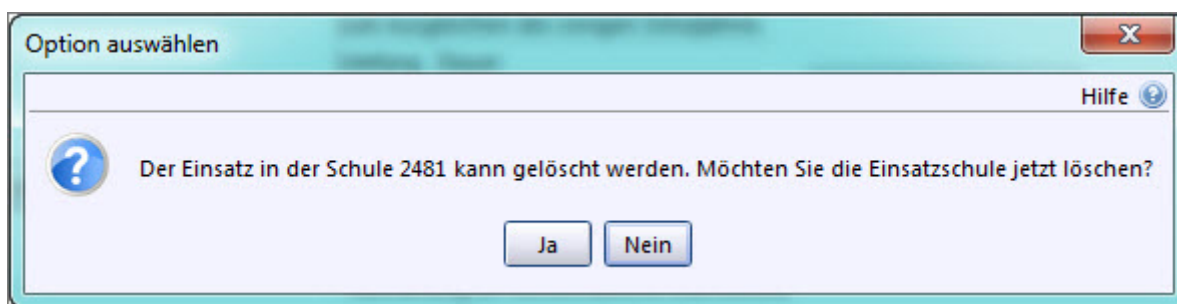 Option auswählen
Hilfe
Der Einsatz in der Schule 2481 kann gelöscht werden. Möchten Sie die Einsatzschule jetzt löschen?
Ja
Nein